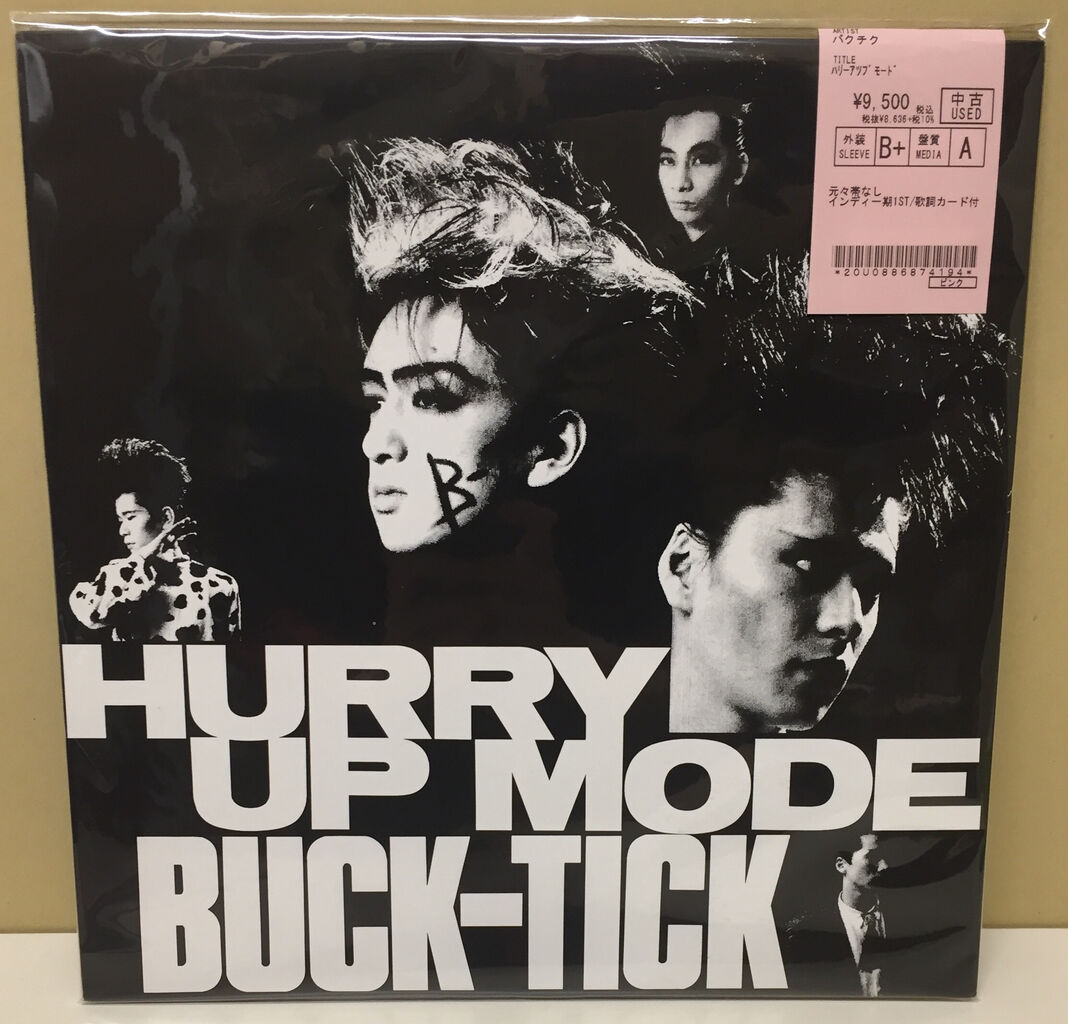 ARTIST
バクチク
TITLE
ハリーアツプ モード
¥9,500 税込
税抜¥8,636+税10%
中古
USED
外装
SLEEVE
B+
盤質
MEDIA
A
元々帯なし
インディー期1ST/歌詞カード付
*20U0886874194*
ピンク
B-T
HURRY
UP MODE
BUCK-TICK